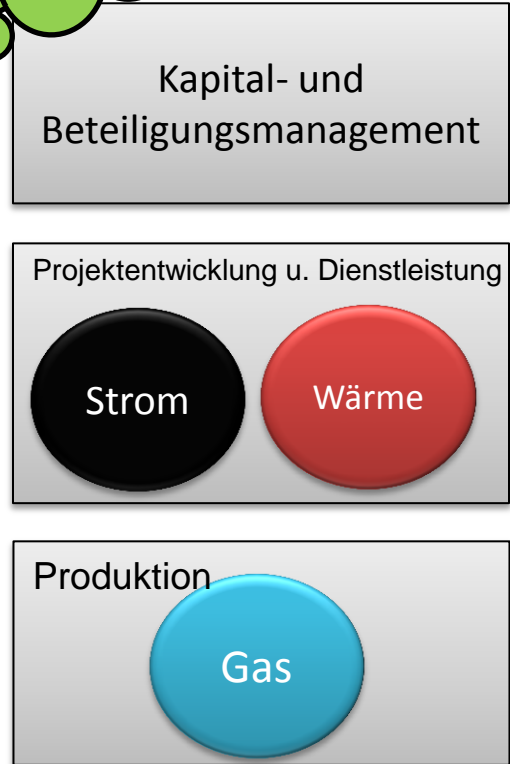 Kapital- und
Beteiligungsmanagement
Projektentwicklung u. Dienstleistung
Strom Wärme
Produktion
Gas